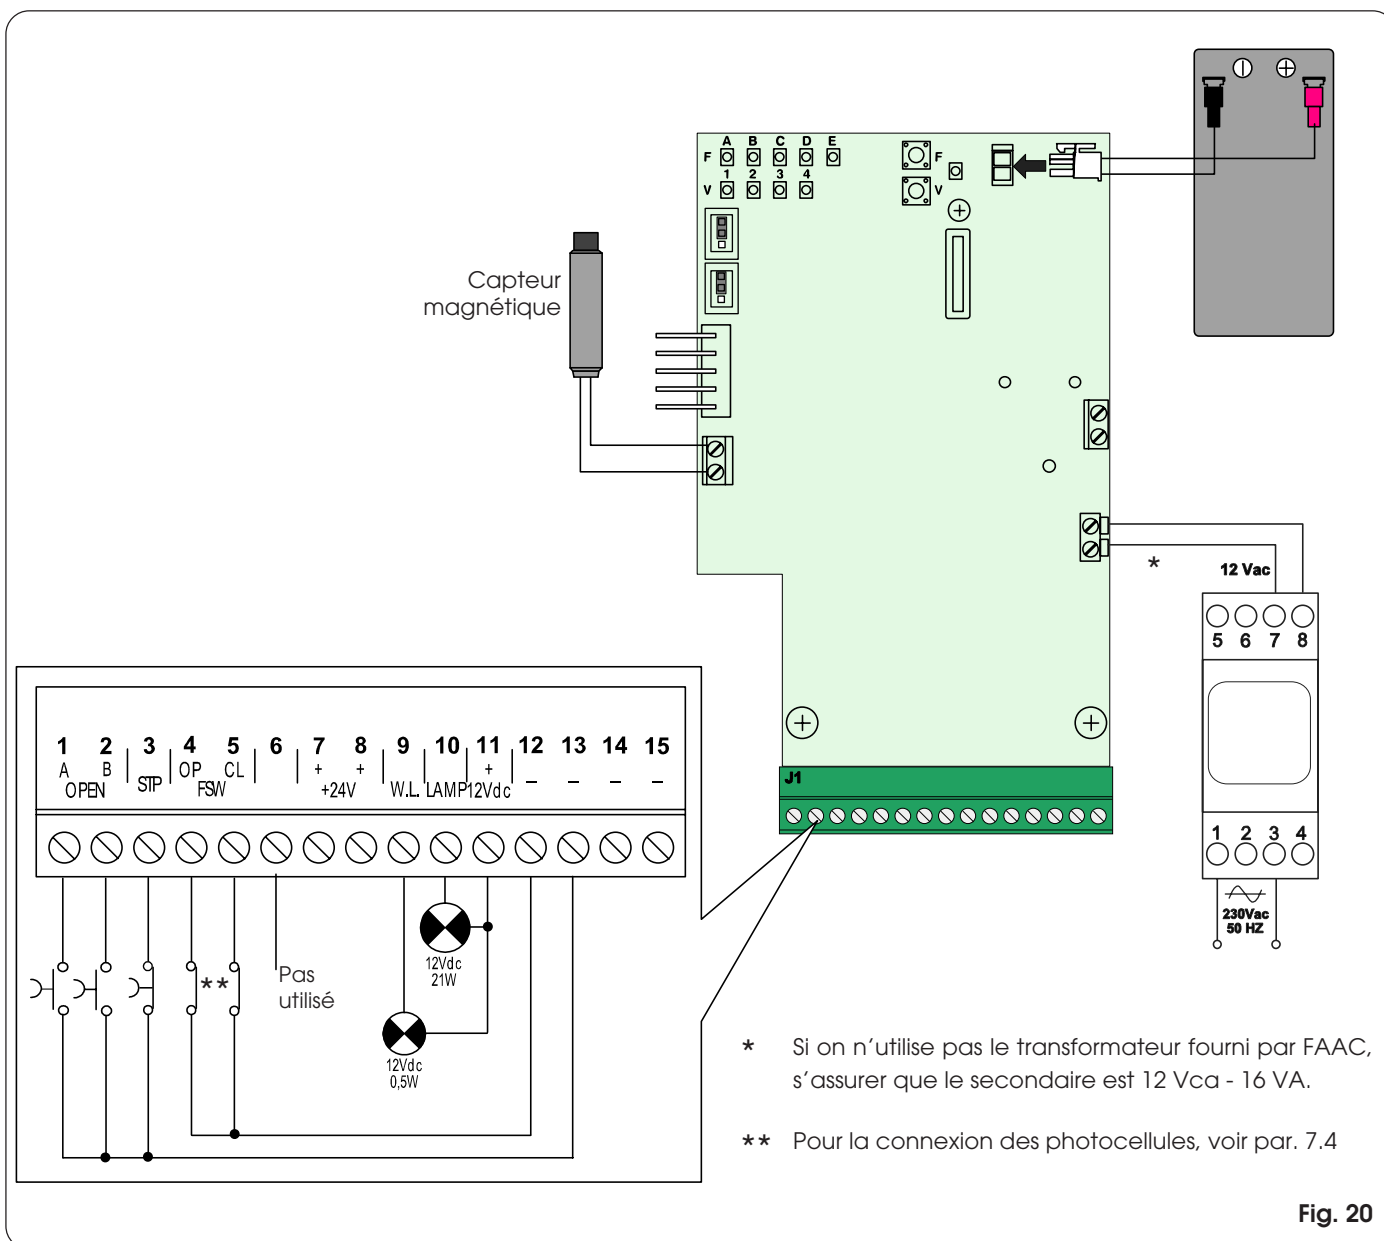 A B C D E
F
1 2 3 4
V
F
V
Capteur
magnétique
*
12 Vac
5 6 7 8
1 2 3 4
230Vac
50 HZ
J1
1 2 3 4 5 6 7 8 9 10 11 12 13 14 15
A B OP CL + + + – – – –
OPEN STP FSW +24V W.L. LAMP 12Vdc
**
Pas
utilisé
12Vdc
21W
12Vdc
0,5W
* Si on n’utilise pas le transformateur fourni par FAAC,
s’assurer que le secondaire est 12 Vca - 16 VA.
** Pour la connexion des photocellules, voir par. 7.4
Fig. 20